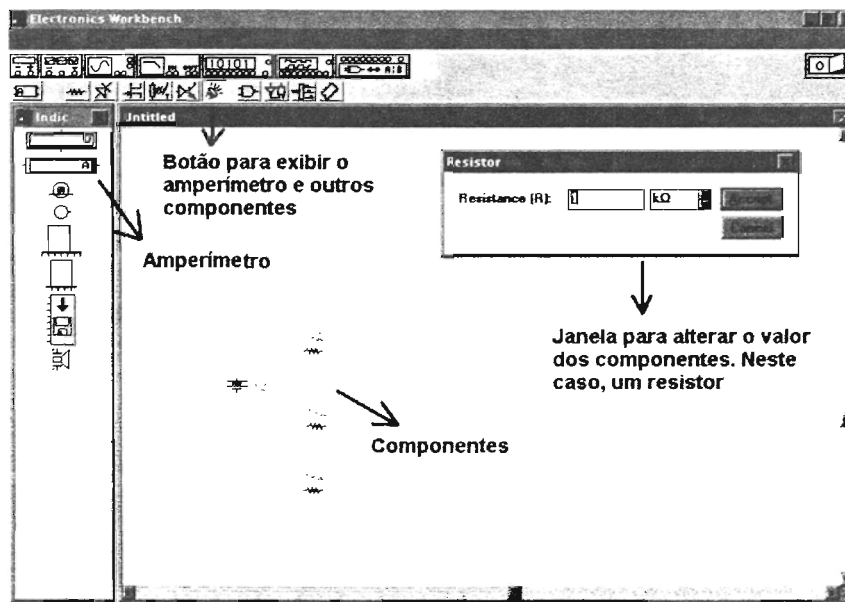 Electronics Workbench
10101
A|B
Indic
Untitled
Botão para exibir o
amperímetro e outros
componentes
Amperímetro
Resistor
Resistance (R):
1
kΩ
Accept
Cancel
Janela para alterar o valor
dos componentes. Neste
caso, um resistor
Componentes